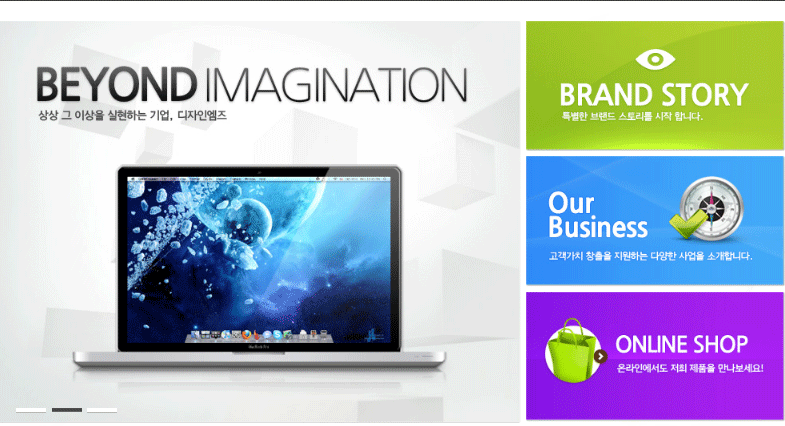 BEYOND IMAGINATION
상상 그 이상을 실현하는 기업, 디자인엠즈
BRAND STORY
특별한 브랜드 스토리를 시작 합니다.
Our
Business
고객가치 창출을 지원하는 다양한 사업을 소개합니다.
ONLINE SHOP
온라인에서도 저희 제품을 만나보세요!
MacBook Pro